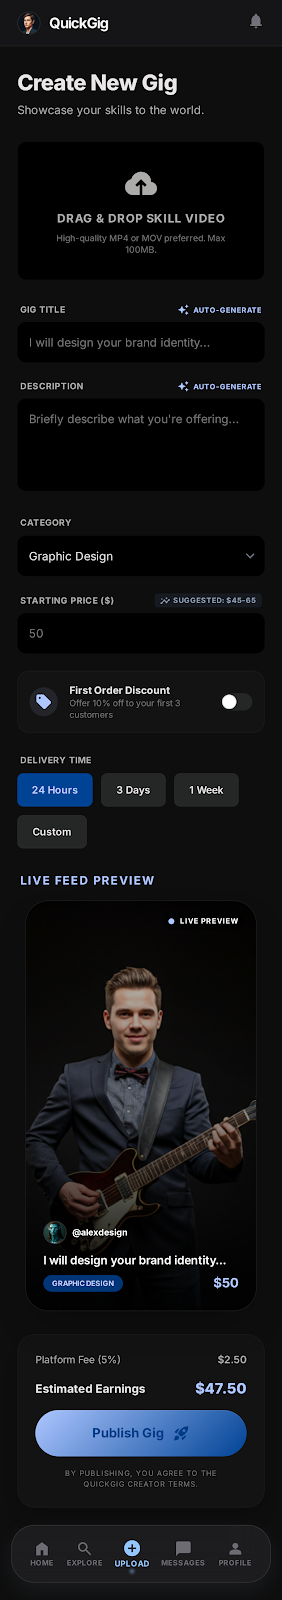 QuickGig
Create New Gig
Showcase your skills to the world.
DRAG & DROP SKILL VIDEO
High-quality MP4 or MOV preferred. Max
100MB.
GIG TITLE
AUTO-GENERATE
I will design your brand identity...
DESCRIPTION
AUTO-GENERATE
Briefly describe what you're offering...
CATEGORY
Graphic Design
STARTING PRICE ($)
SUGGESTED: $45-65
50
First Order Discount
Offer 10% off to your first 3
customers
DELIVERY TIME
24 Hours
3 Days
1 Week
Custom
LIVE FEED PREVIEW
LIVE PREVIEW
@alexdesign
I will design your brand identity...
GRAPHIC DESIGN
$50
Platform Fee (5%)
$2.50
Estimated Earnings
$47.50
Publish Gig
BY PUBLISHING, YOU AGREE TO THE
QUICKGIG CREATOR TERMS.
HOME
EXPLORE
UPLOAD
MESSAGES
PROFILE